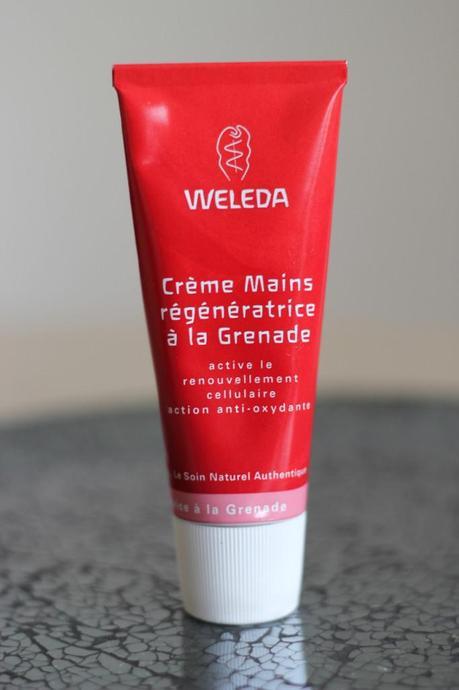 WELEDA
Crème Mains
régénératrice
à la Grenade
active le
renouvellement
cellulaire
action anti-oxydante
Le Soin Naturel Authentique
à la Grenade